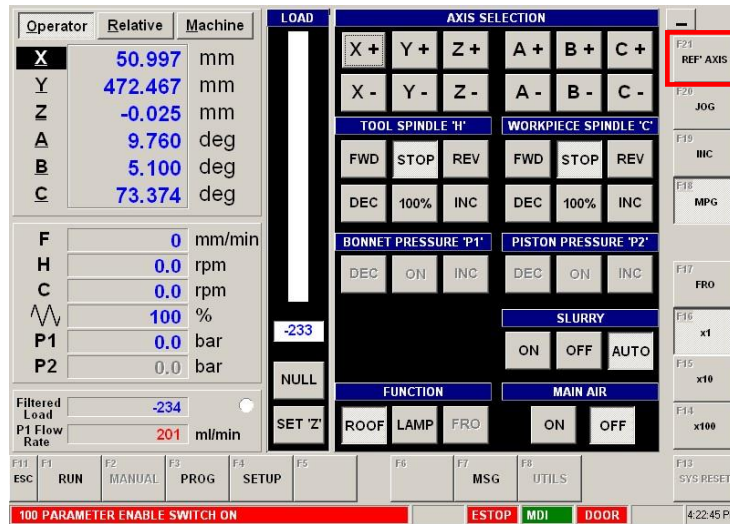 Operator Relative Machine
X 50.997 mm
Y 472.467 mm
Z -0.025 mm
A 9.760 deg
B 5.100 deg
C 73.374 deg
F 0 mm/min
H 0.0 rpm
C 0.0 rpm
100 %
P1 0.0 bar
P2 0.0 bar
Filtered Load -234
P1 Flow Rate 201 ml/min
LOAD
-233
NULL
SET 'Z'
AXIS SELECTION
X + Y + Z + A + B + C +
X - Y - Z - A - B - C -
TOOL SPINDLE 'H' WORKPIECE SPINDLE 'C'
FWD STOP REV FWD STOP REV
DEC 100% INC DEC 100% INC
BONNET PRESSURE 'P1' PISTON PRESSURE 'P2'
DEC ON INC DEC ON INC
SLURRY
ON OFF AUTO
FUNCTION MAIN AIR
ROOF LAMP FRO ON OFF
F21 REF' AXIS
F20 JOG
F19 INC
F18 MPG
F17 FRO
F16 x1
F15 x10
F14 x100
F13 SYS RESET
F11 ESC F1 RUN F2 MANUAL F3 PROG F4 SETUP F5 F6 F7 MSG F8 UTILS
100 PARAMETER ENABLE SWITCH ON ESTOP MDI DOOR 4:22:45 P